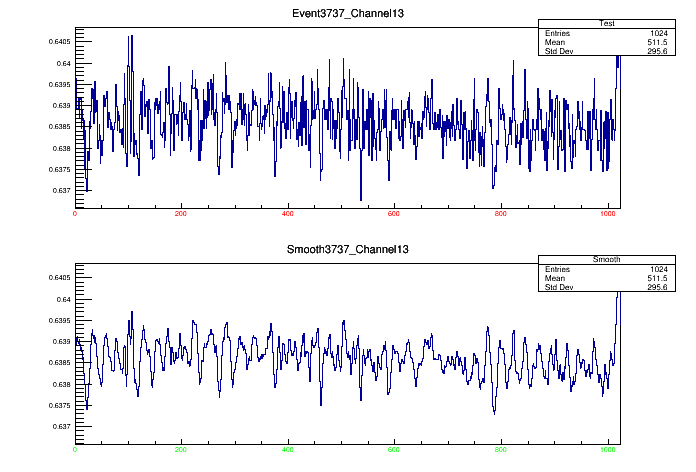 Event3737_Channel13
Test
Entries 1024
Mean 511.5
Std Dev 295.6
0.6405
0.64
0.6395
0.639
0.6385
0.638
0.6375
0.637
0 200 400 600 800 1000
Smooth3737_Channel13
Smooth
Entries 1024
Mean 511.5
Std Dev 295.6
0.6405
0.64
0.6395
0.639
0.6385
0.638
0.6375
0.637
0 200 400 600 800 1000